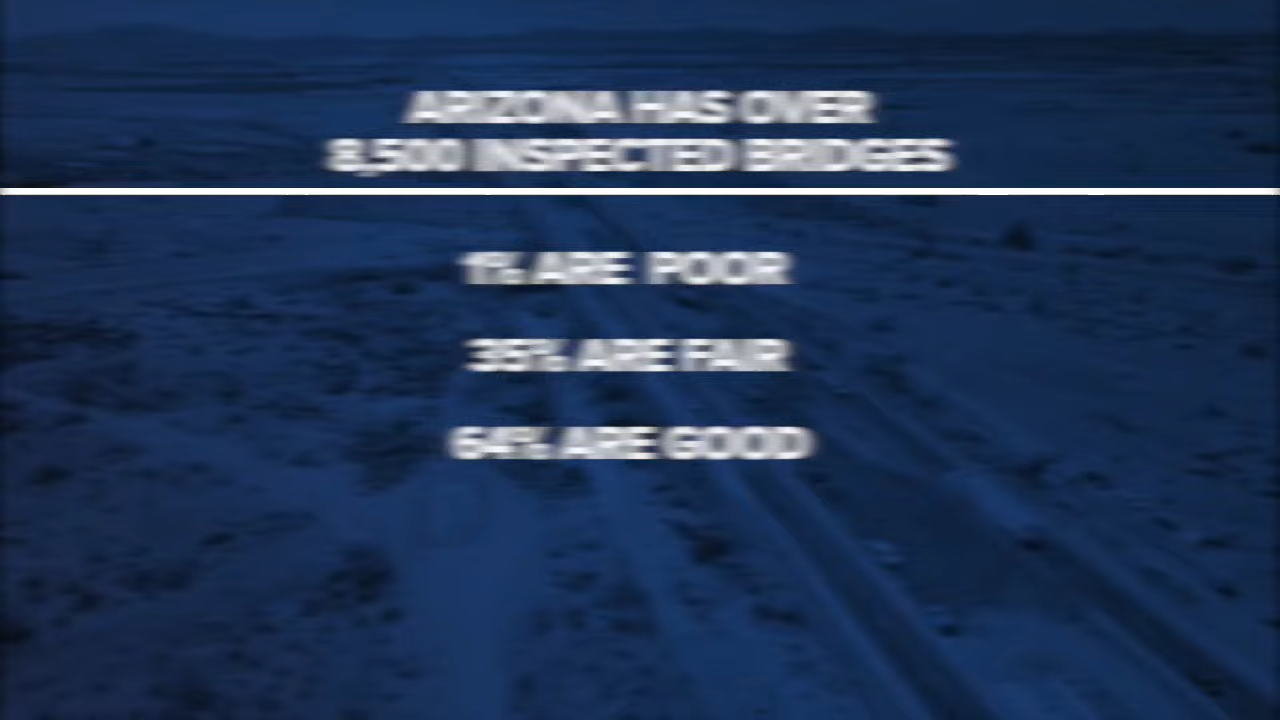 ARIZONA HAS OVER
8,500 INSPECTED BRIDGES
1% ARE POOR
35% ARE FAIR
64% ARE GOOD